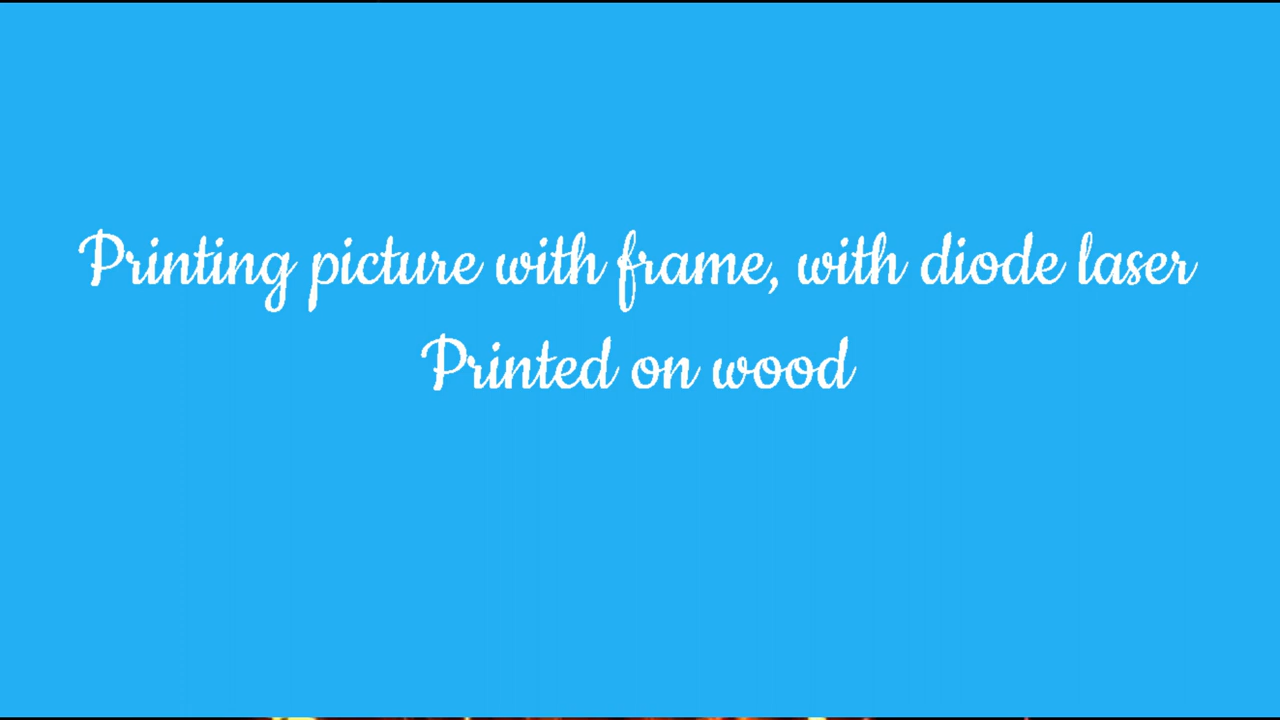 Printing picture with frame, with diode laser
Printed on wood